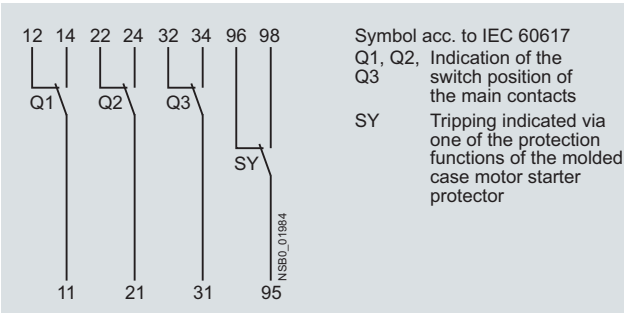 12 14 22 24 32 34 96 98
Q1 Q2 Q3
SY
NSB0_01984
11 21 31 95
Symbol acc. to IEC 60617
Q1, Q2, Indication of the
Q3 switch position of
the main contacts
SY Tripping indicated via
one of the protection
functions of the molded
case motor starter
protector